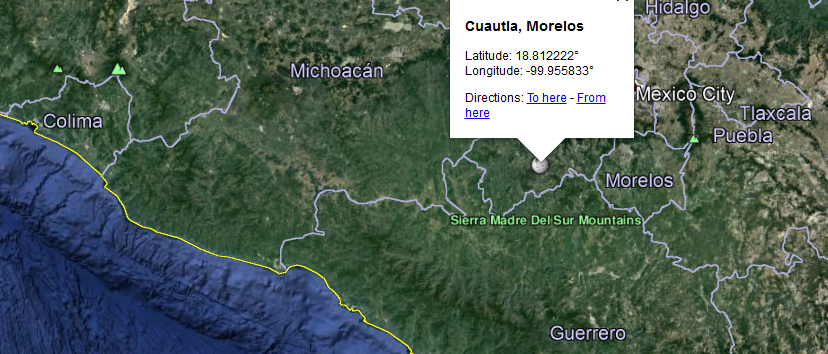 Hidalgo
Cuautla, Morelos
Latitude: 18.812222°
Longitude: -99.955833°
Directions: To here - From
here
Michoacán
Mexico City
Tlaxcala
Colima
Puebla
Morelos
Sierra Madre Del Sur Mountains
Guerrero